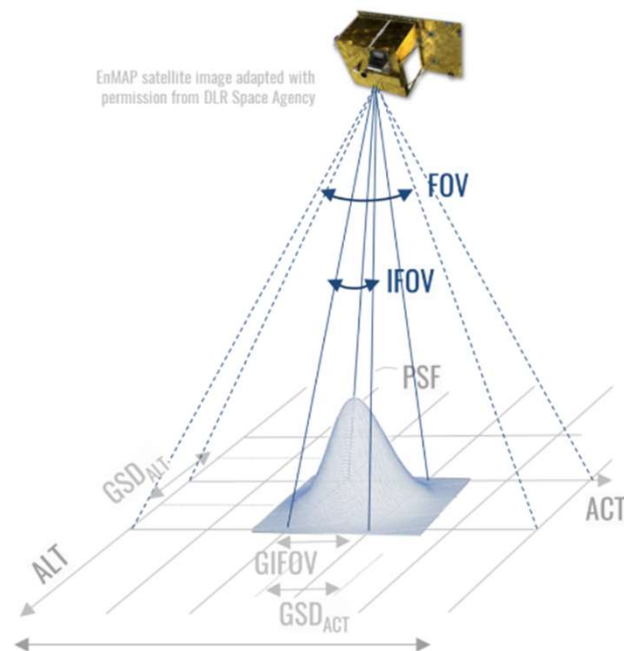 EnMAP satellite image adapted with
permission from DLR Space Agency
FOV
IFOV
PSF
GSD_ALT
ACT
ALT
GIFOV
GSD_ACT